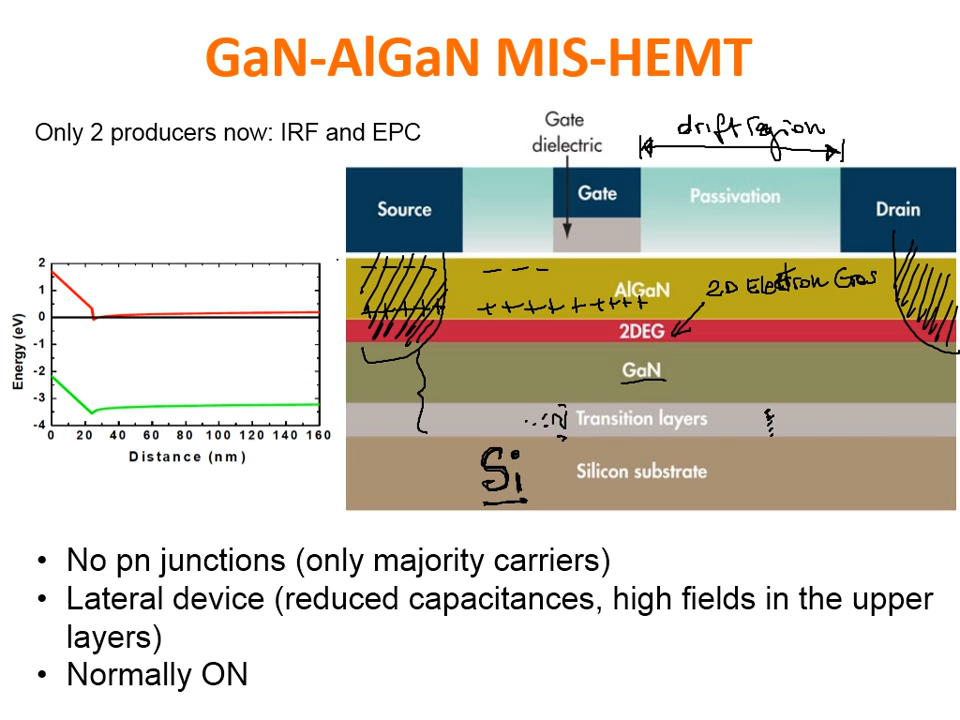 GaN-AlGaN MIS-HEMT
Only 2 producers now: IRF and EPC
Gate
dielectric
drift region
Source
Gate
Passivation
Drain
AlGaN
2D Electron Gas
2DEG
GaN
Transition layers
Si
Silicon substrate
Energy (eV)
2
1
0
-1
-2
-3
-4
0 20 40 60 80 100 120 140 160
Distance (nm)
• No pn junctions (only majority carriers)
• Lateral device (reduced capacitances, high fields in the upper
layers)
• Normally ON